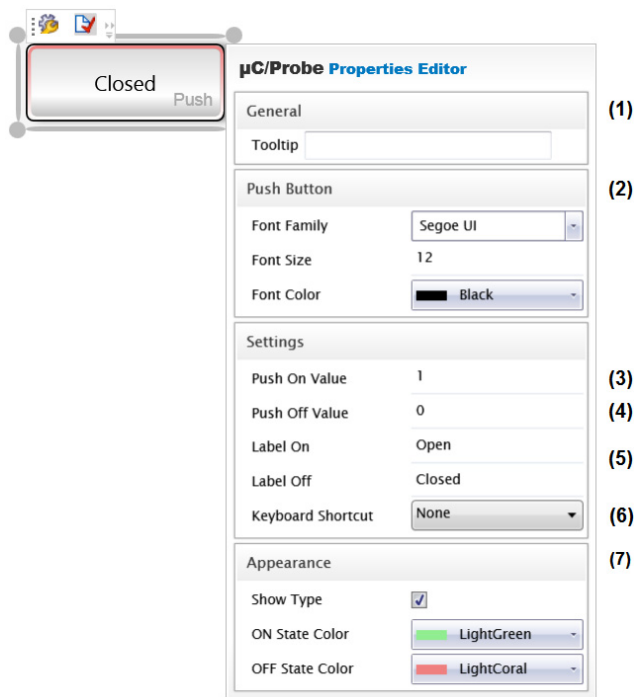 Closed
Push
µC/Probe Properties Editor
General (1)
Tooltip
Push Button (2)
Font Family Segoe UI
Font Size 12
Font Color Black
Settings
Push On Value 1 (3)
Push Off Value 0 (4)
Label On Open
(5)
Label Off Closed
Keyboard Shortcut None (6)
Appearance (7)
Show Type
ON State Color LightGreen
OFF State Color LightCoral